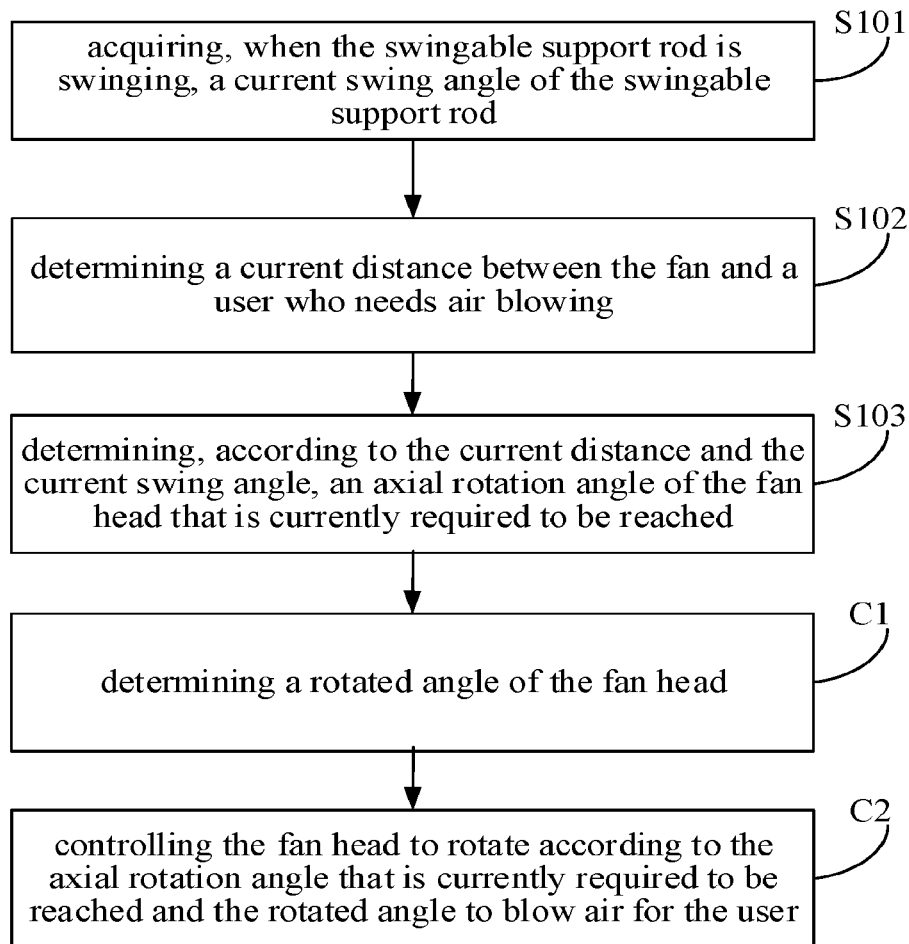 S101
acquiring, when the swingable support rod is
swinging, a current swing angle of the swingable
support rod
S102
determining a current distance between the fan and a
user who needs air blowing
S103
determining, according to the current distance and the
current swing angle, an axial rotation angle of the fan
head that is currently required to be reached
C1
determining a rotated angle of the fan head
C2
controlling the fan head to rotate according to the
axial rotation angle that is currently required to be
reached and the rotated angle to blow air for the user